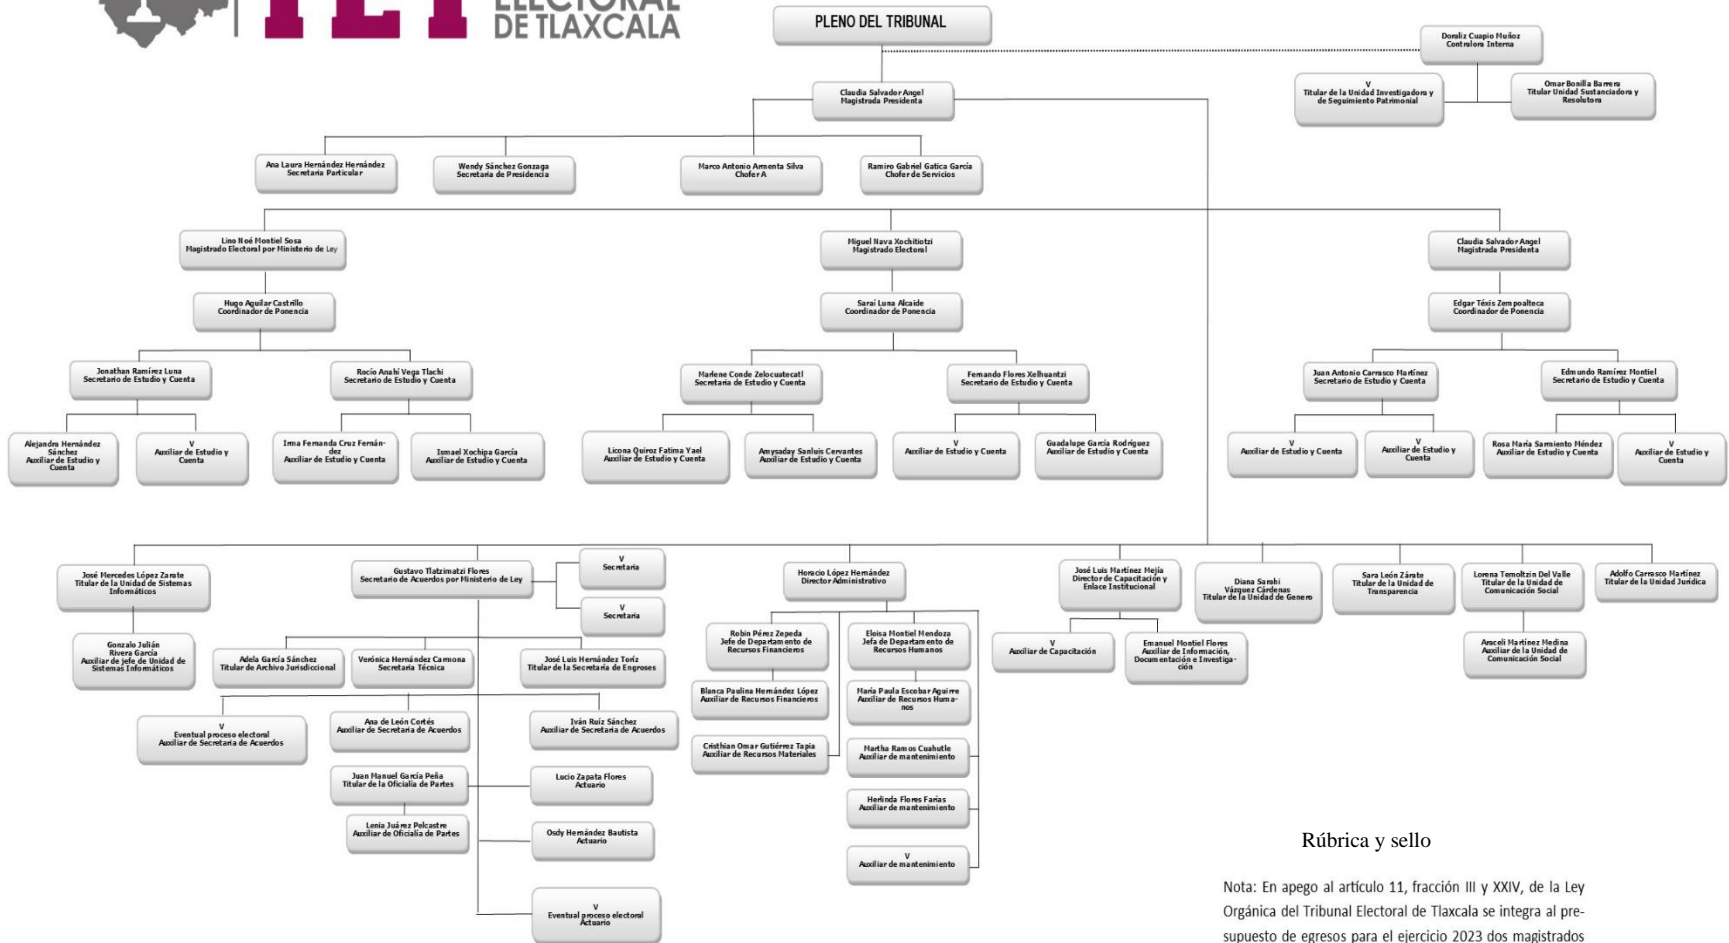 TET
ELECTORAL
DE TLAXCALA
PLENO DEL TRIBUNAL
Doraliz Cuapio Muñoz
Contralora Interna
V
Titular de la Unidad Investigadora y
de Seguimiento Patrimonial
Omar Bonilla Barrera
Titular Unidad Sustanciadora y
Resolutora
Claudia Salvador Angel
Magistrada Presidenta
Ana Laura Hernández Hernández
Secretaria Particular
Wendy Sánchez Gonzaga
Secretaria de Presidencia
Marco Antonio Armenta Silva
Chofer A
Ramiro Gabriel Gatica García
Chofer de Servicios
Lino Noé Montiel Sosa
Magistrado Electoral por Ministerio de Ley
Miguel Nava Xochitiotzi
Magistrado Electoral
Claudia Salvador Angel
Magistrada Presidenta
Hugo Aguilar Castrillo
Coordinador de Ponencia
Saraí Luna Alcaide
Coordinador de Ponencia
Edgar Téxis Zempoalteca
Coordinador de Ponencia
Jonathan Ramírez Luna
Secretario de Estudio y Cuenta
Rocío Anahí Vega Tlachi
Secretario de Estudio y Cuenta
Marlene Conde Zelocuatecatl
Secretaria de Estudio y Cuenta
Fernando Flores Xelhuantzi
Secretario de Estudio y Cuenta
Juan Antonio Carrasco Martínez
Secretario de Estudio y Cuenta
Edmundo Ramírez Montiel
Secretario de Estudio y Cuenta
Alejandra Hernández
Sánchez
Auxiliar de Estudio y
Cuenta
V
Auxiliar de Estudio y
Cuenta
Irma Fernanda Cruz Fernán-
dez
Auxiliar de Estudio y Cuenta
Ismael Xochipa García
Auxiliar de Estudio y Cuenta
Licona Quiroz Fatima Yael
Auxiliar de Estudio y Cuenta
Amysaday Sanluis Cervantes
Auxiliar de Estudio y Cuenta
V
Auxiliar de Estudio y Cuenta
Guadalupe García Rodríguez
Auxiliar de Estudio y Cuenta
V
Auxiliar de Estudio y Cuenta
V
Auxiliar de Estudio y
Cuenta
Rosa María Sarmiento Méndez
Auxiliar de Estudio y Cuenta
V
Auxiliar de Estudio y
Cuenta
José Mercedes López Zarate
Titular de la Unidad de Sistemas
Informáticos
Gustavo Tlatzimatzi Flores
Secretario de Acuerdos por Ministerio de Ley
V
Secretaria
V
Secretaria
Horacio López Hernández
Director Administrativo
José Luis Martínez Mejía
Director de Capacitación y
Enlace Institucional
Diana Sarahi
Vázquez Cárdenas
Titular de la Unidad de Genero
Sara León Zárate
Titular de la Unidad de
Transparencia
Lorena Temoltzin Del Valle
Titular de la Unidad de
Comunicación Social
Adolfo Carrasco Martínez
Titular de la Unidad Jurídica
Gonzalo Julián
Rivera García
Auxiliar de jefe de Unidad de
Sistemas Informáticos
Adela García Sánchez
Titular de Archivo Jurisdiccional
Verónica Hernández Carmona
Secretaria Técnica
José Luis Hernández Toríz
Titular de la Secretaría de Engroses
Robin Pérez Zepeda
Jefe de Departamento de
Recursos Financieros
Eloisa Montiel Mendoza
Jefa de Departamento de
Recursos Humanos
V
Auxiliar de Capacitación
Emanuel Montiel Flores
Auxiliar de Información,
Documentación e Investiga-
ción
Araceli Martínez Medina
Auxiliar de la Unidad de
Comunicación Social
Blanca Paulina Hernández López
Auxiliar de Recursos Financieros
María Paula Escobar Aguirre
Auxiliar de Recursos Huma-
nos
V
Eventual proceso electoral
Auxiliar de Secretaria de Acuerdos
Ana de León Cortés
Auxiliar de Secretaria de Acuerdos
Iván Ruíz Sánchez
Auxiliar de Secretaria de Acuerdos
Cristhian Omar Gutiérrez Tapia
Auxiliar de Recursos Materiales
Martha Ramos Cuahutle
Auxiliar de mantenimiento
Juan Manuel García Peña
Titular de la Oficialía de Partes
Lucio Zapata Flores
Actuario
Herlinda Flores Farías
Auxiliar de mantenimiento
Lenia Juárez Pelcastre
Auxiliar de Oficialía de Partes
Osdy Hernández Bautista
Actuario
V
Auxiliar de mantenimiento
V
Eventual proceso electoral
Actuario
Rúbrica y sello
Nota: En apego al artículo 11, fracción III y XXIV, de la Ley
Orgánica del Tribunal Electoral de Tlaxcala se integra al pre-
supuesto de egresos para el ejercicio 2023 dos magistrados